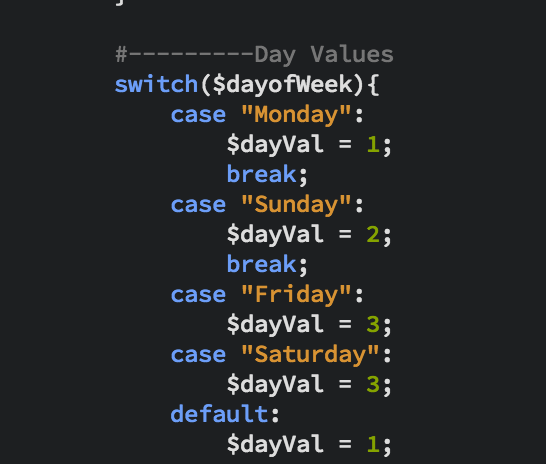 }
#---------Day Values
switch($dayofWeek){
case "Monday":
$dayVal = 1;
break;
case "Sunday":
$dayVal = 2;
break;
case "Friday":
$dayVal = 3;
case "Saturday":
$dayVal = 3;
default:
$dayVal = 1;